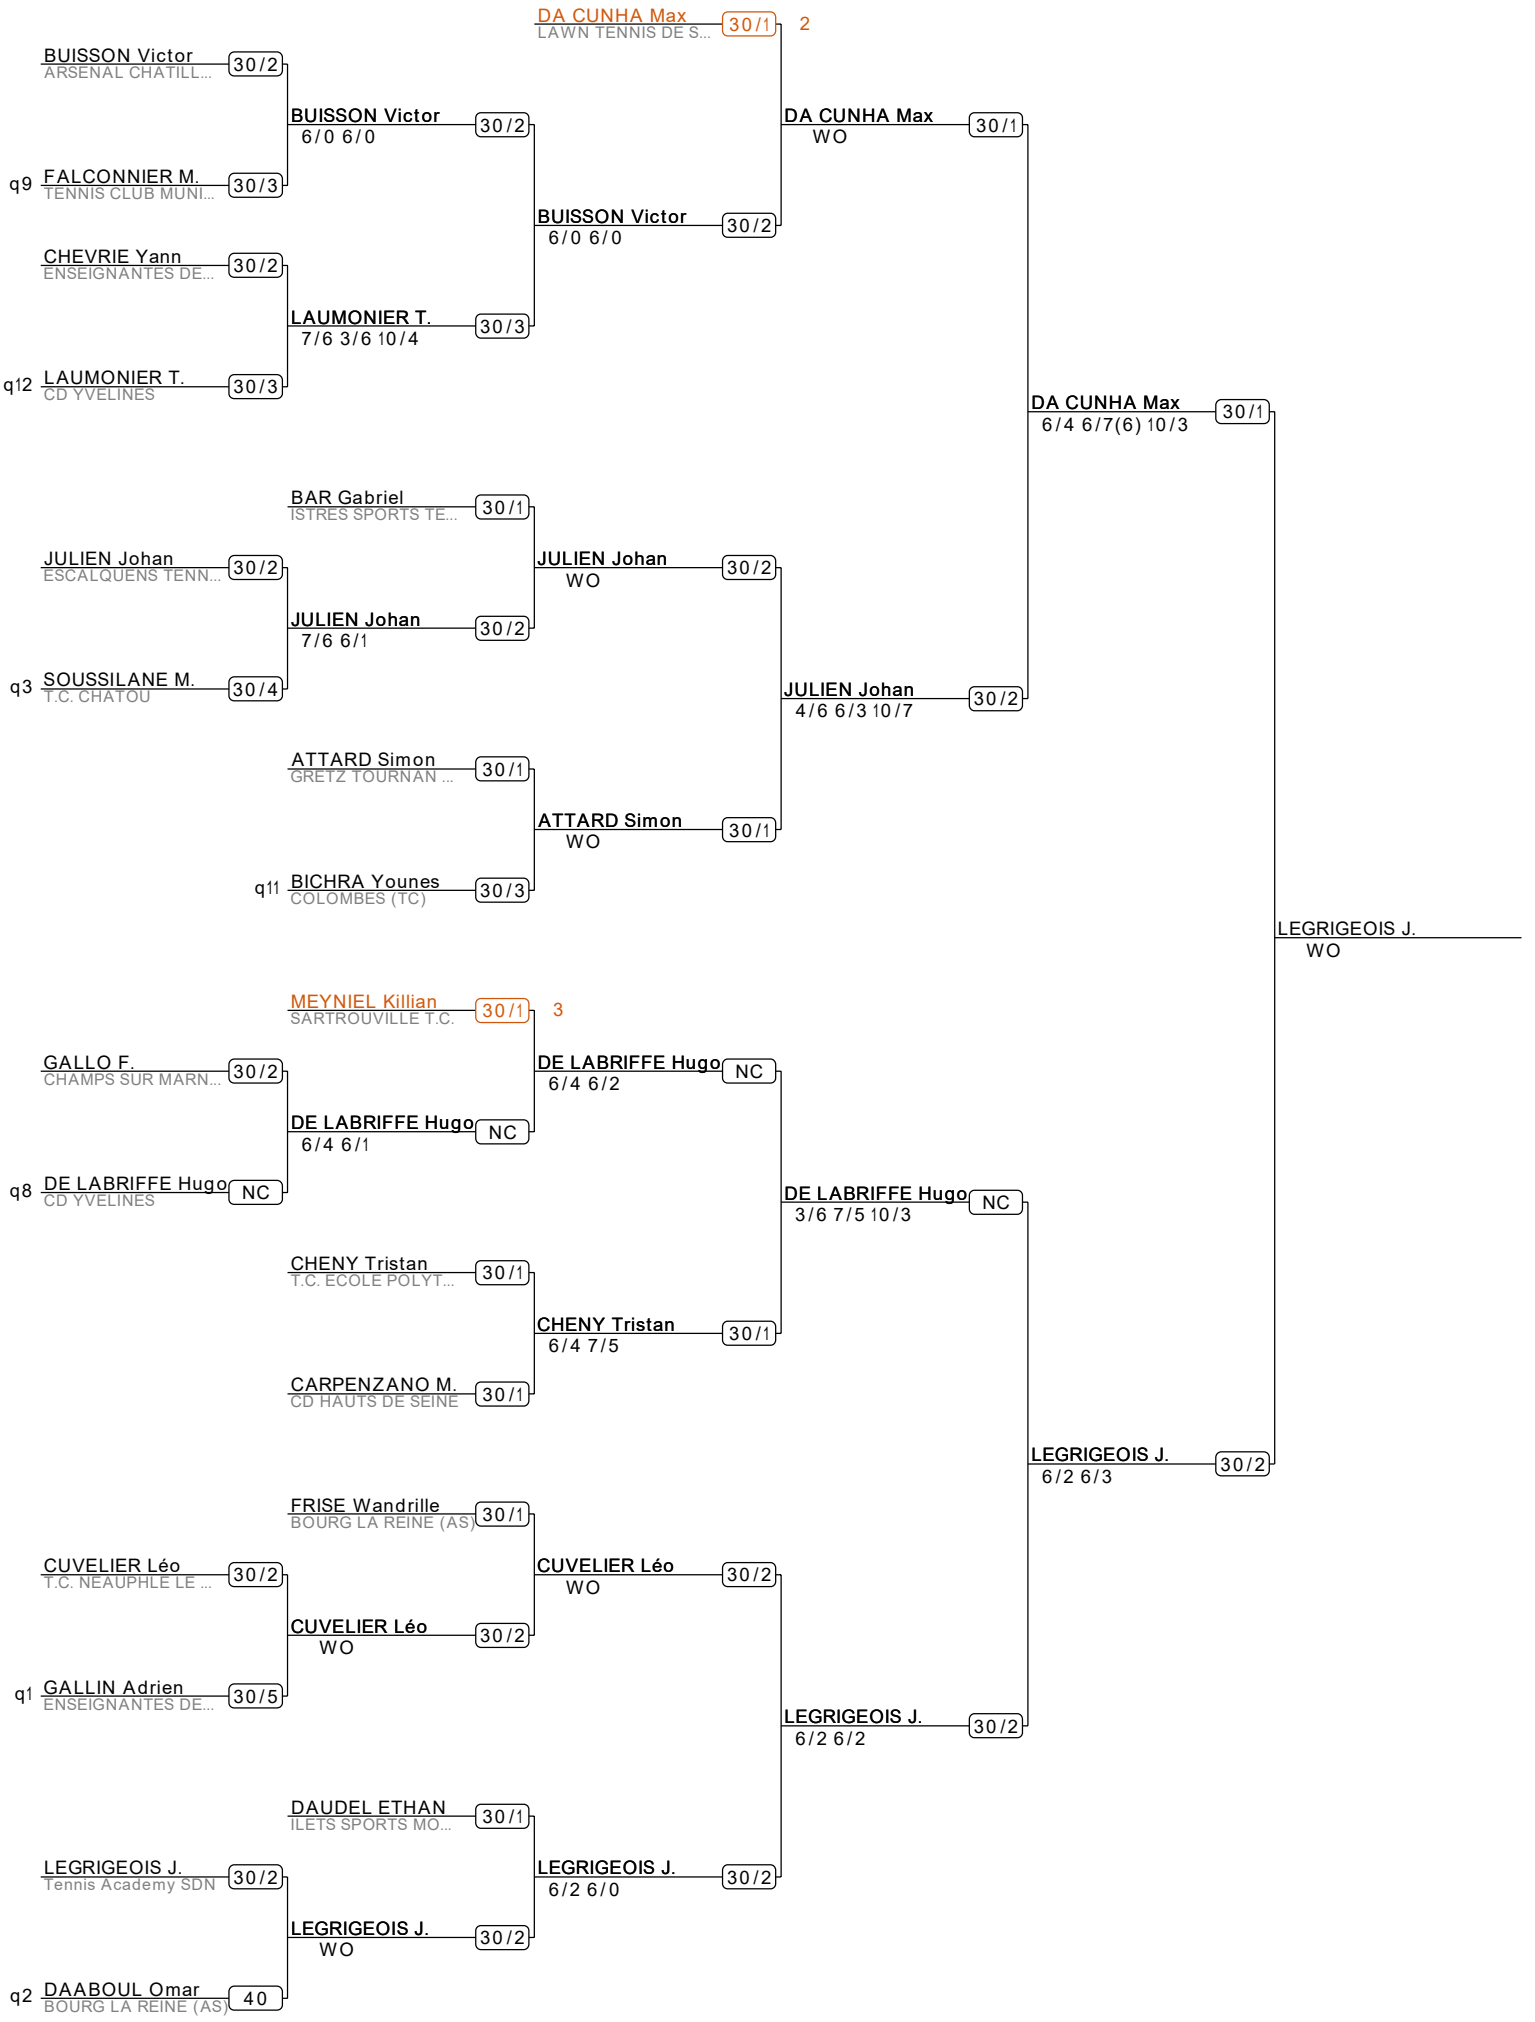 DA CUNHA Max 30/1 2
LAWN TENNIS DE S...
BUISSON Victor 30/2
ARSENAL CHATILL...
BUISSON Victor 30/2
6/0 6/0
DA CUNHA Max 30/1
WO
q9 FALCONNIER M. 30/3
TENNIS CLUB MUNI...
BUISSON Victor 30/2
6/0 6/0
CHEVRIE Yann 30/2
ENSEIGNANTES DE...
LAUMONIER T. 30/3
7/6 3/6 10/4
q12 LAUMONIER T. 30/3
CD YVELINES
DA CUNHA Max 30/1
6/4 6/7(6) 10/3
BAR Gabriel 30/1
ISTRES SPORTS TE...
JULIEN Johan 30/2
ESCALQUENS TENN...
JULIEN Johan 30/2
WO
JULIEN Johan 30/2
7/6 6/1
q3 SOUSSILANE M. 30/4
T.C. CHATOU
JULIEN Johan 30/2
4/6 6/3 10/7
ATTARD Simon 30/1
GRETZ TOURNAN ...
ATTARD Simon 30/1
WO
q11 BICHRA Younes 30/3
COLOMBES (TC)
LEGRIGEOIS J.
WO
MEYNIEL Killian 30/1 3
SARTROUVILLE T.C.
GALLO F. 30/2
CHAMPS SUR MARN...
DE LABRIFFE Hugo NC
6/4 6/2
DE LABRIFFE Hugo NC
6/4 6/1
q8 DE LABRIFFE Hugo NC
CD YVELINES
DE LABRIFFE Hugo NC
3/6 7/5 10/3
CHENY Tristan 30/1
T.C. ECOLE POLYT...
CHENY Tristan 30/1
6/4 7/5
CARPENZANO M. 30/1
CD HAUTS DE SEINE
LEGRIGEOIS J. 30/2
6/2 6/3
FRISE Wandrille 30/1
BOURG LA REINE (AS)
CUVELIER Léo 30/2
T.C. NEAUPHLE LE ...
CUVELIER Léo 30/2
WO
CUVELIER Léo 30/2
WO
q1 GALLIN Adrien 30/5
ENSEIGNANTES DE...
LEGRIGEOIS J. 30/2
6/2 6/2
DAUDEL ETHAN 30/1
ILETS SPORTS MO...
LEGRIGEOIS J. 30/2
Tennis Academy SDN
LEGRIGEOIS J. 30/2
6/2 6/0
LEGRIGEOIS J. 30/2
WO
q2 DAABOUL Omar 40
BOURG LA REINE (AS)